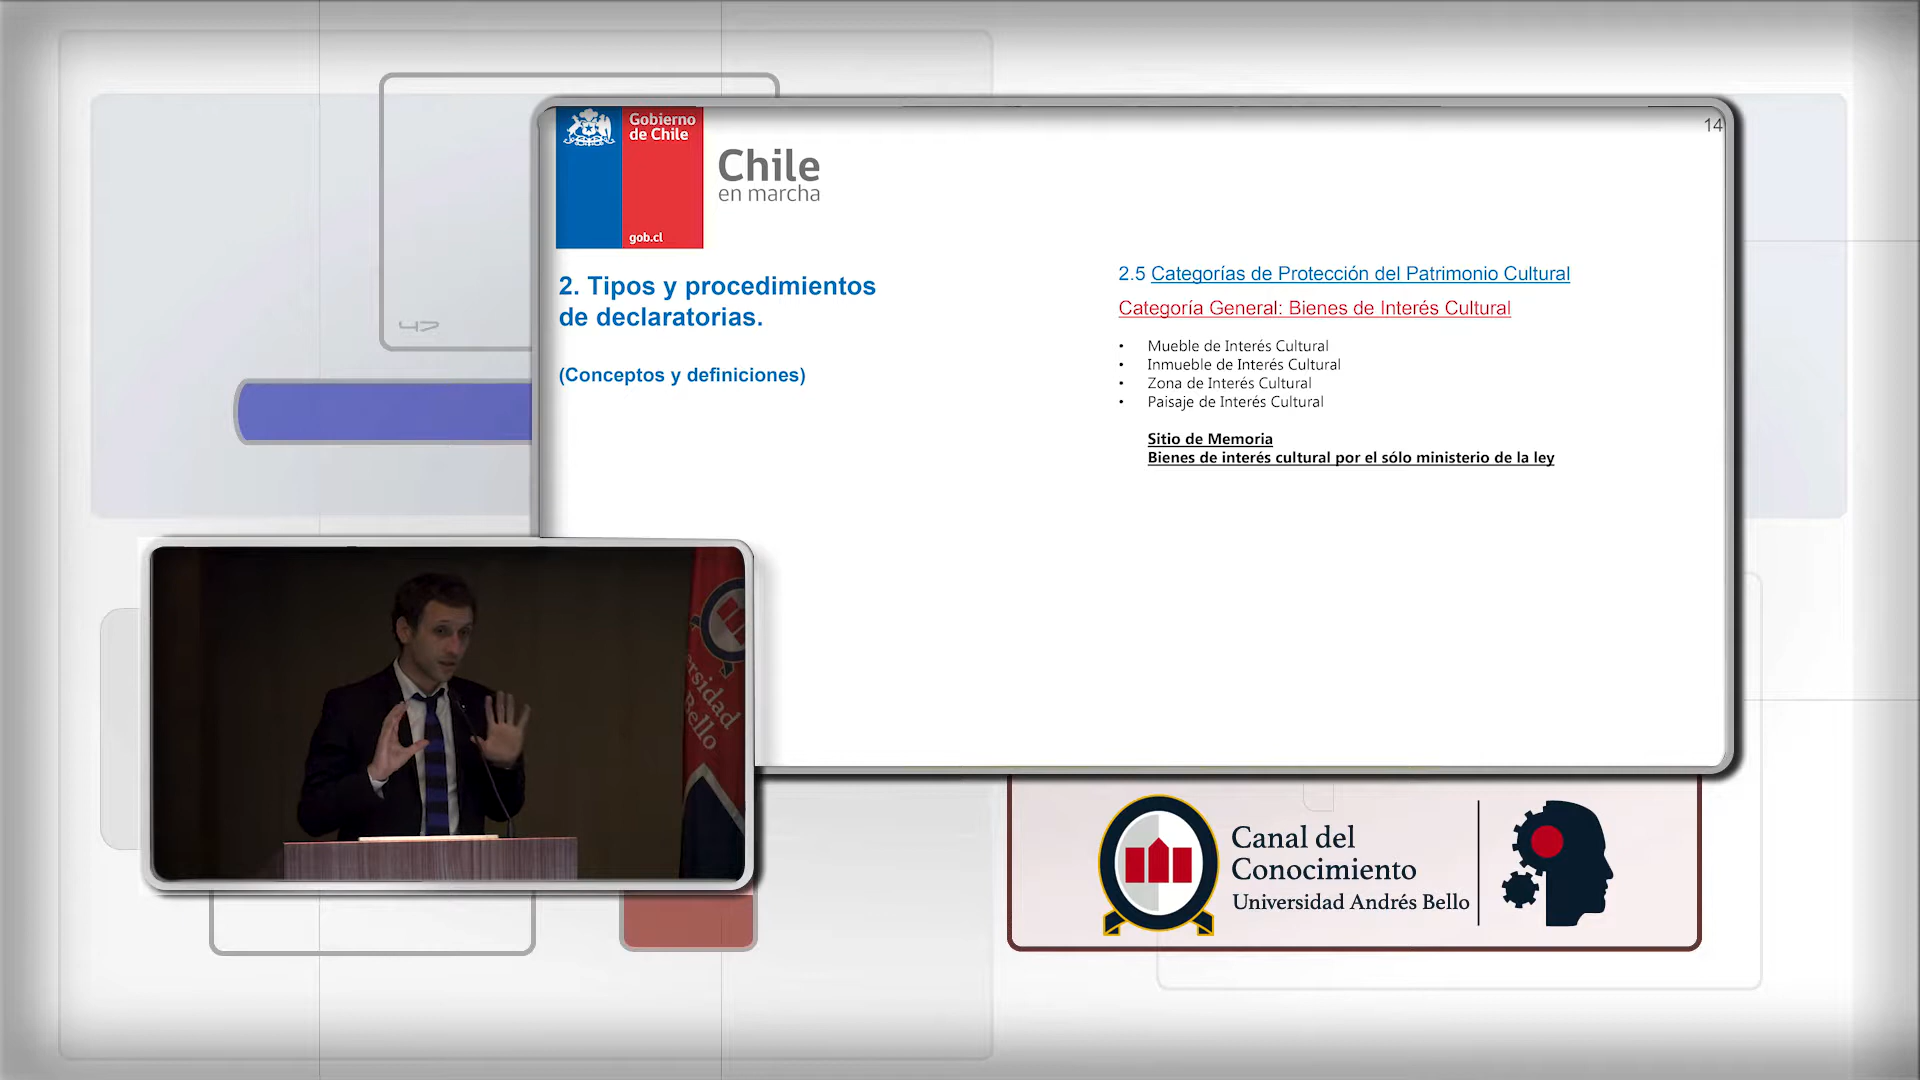 Gobierno
de Chile
gob.cl
Chile
en marcha
14
2. Tipos y procedimientos
de declaratorias.
(Conceptos y definiciones)
2.5 Categorías de Protección del Patrimonio Cultural
Categoría General: Bienes de Interés Cultural
• Mueble de Interés Cultural
• Inmueble de Interés Cultural
• Zona de Interés Cultural
• Paisaje de Interés Cultural
Sitio de Memoria
Bienes de interés cultural por el sólo ministerio de la ley
ersidad
Bello
Canal del
Conocimiento
Universidad Andrés Bello